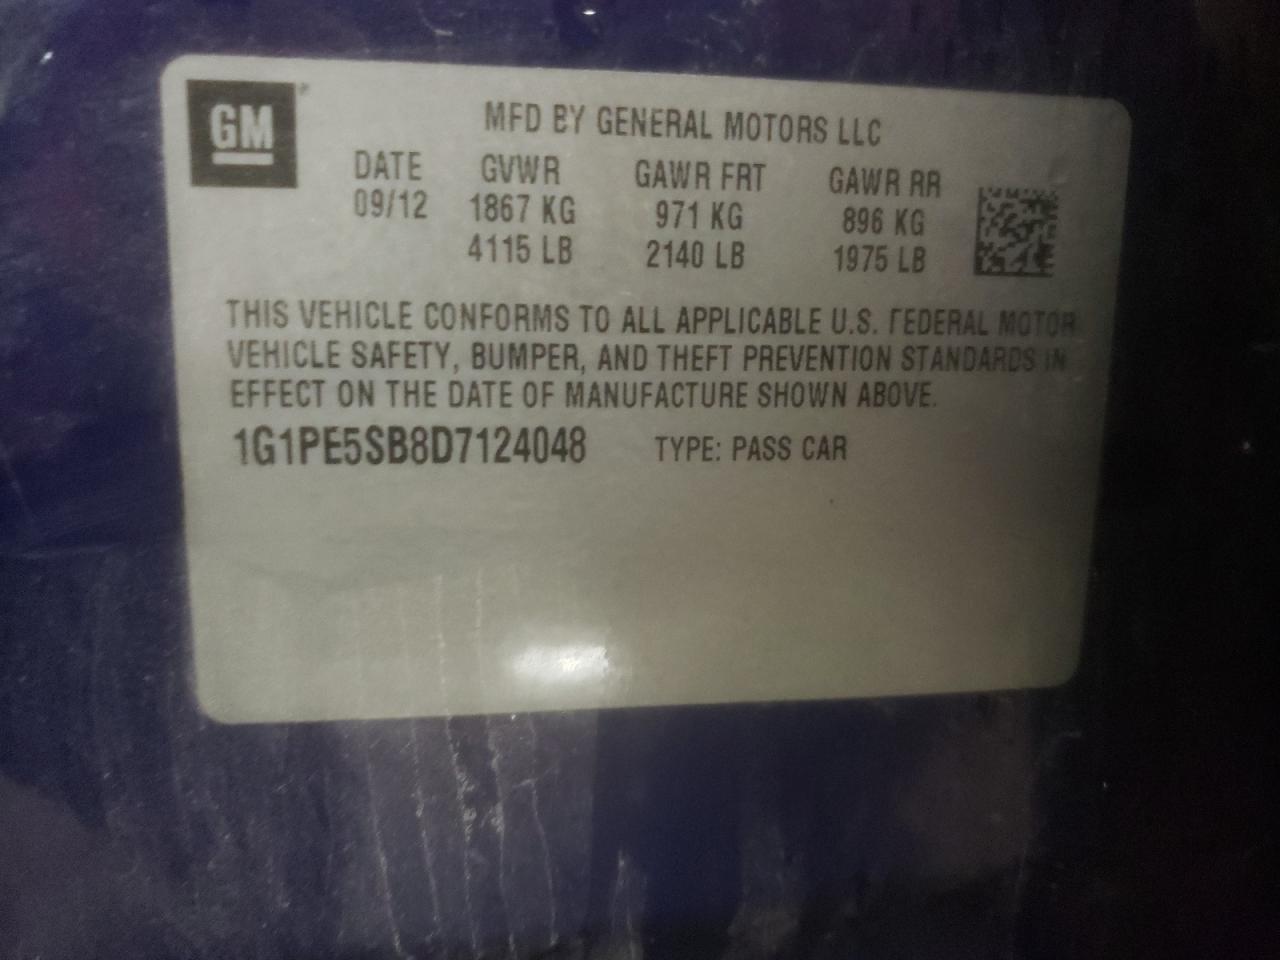 GM
MFD BY GENERAL MOTORS LLC
DATE GVWR GAWR FRT GAWR RR
09/12 1867 KG 971 KG 896 KG
4115 LB 2140 LB 1975 LB
THIS VEHICLE CONFORMS TO ALL APPLICABLE U.S. FEDERAL MOTOR
VEHICLE SAFETY, BUMPER, AND THEFT PREVENTION STANDARDS IN
EFFECT ON THE DATE OF MANUFACTURE SHOWN ABOVE.
1G1PE5SB8D7124048 TYPE: PASS CAR